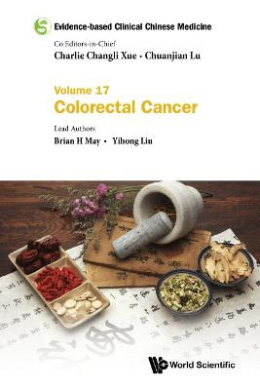 Evidence-based Clinical Chinese Medicine
Co Editors-in-Chief
Charlie Changli Xue • Chuanjian Lu
Volume 17
Colorectal Cancer
Lead Authors
Brian H May • Yihong Liu
World Scientific